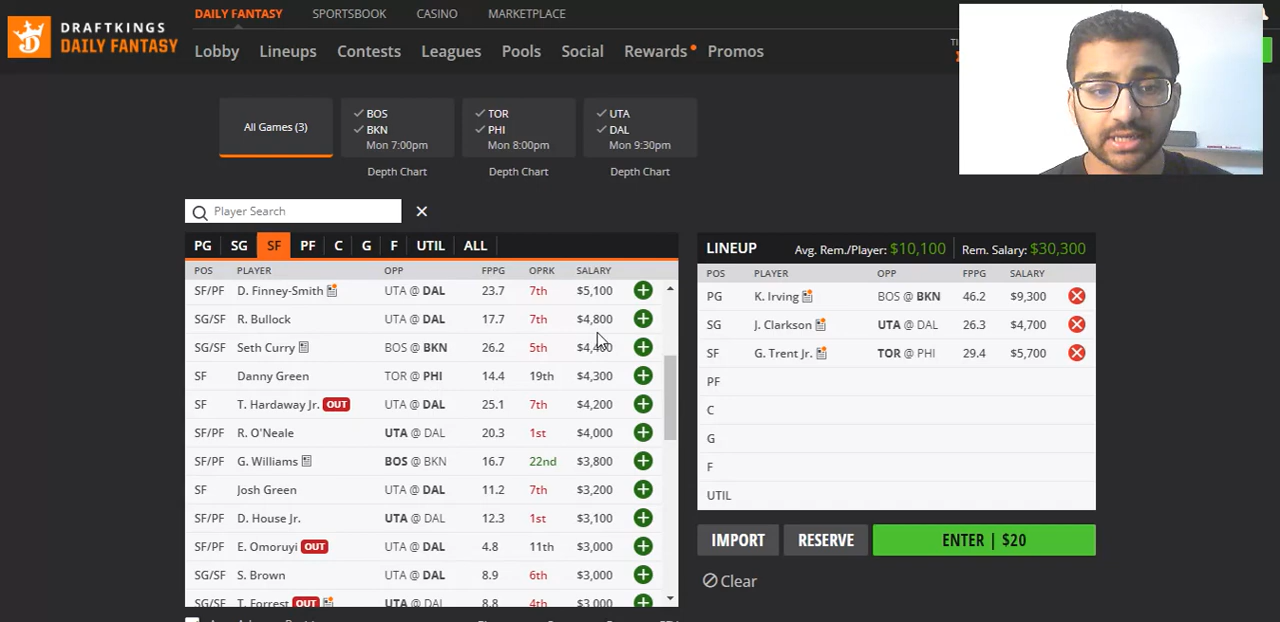 DRAFTKINGS
DAILY FANTASY
DAILY FANTASY SPORTSBOOK CASINO MARKETPLACE
Lobby Lineups Contests Leagues Pools Social Rewards Promos
All Games (3)
BOS
BKN
Mon 7:00pm
TOR
PHI
Mon 8:00pm
UTA
DAL
Mon 9:30pm
Depth Chart Depth Chart Depth Chart
Player Search
PG SG SF PF C G F UTIL ALL
POS PLAYER OPP FPPG OPRK SALARY
SF/PF D. Finney-Smith UTA @ DAL 23.7 7th $5,100
SG/SF R. Bullock UTA @ DAL 17.7 7th $4,800
SG/SF Seth Curry BOS @ BKN 26.2 5th
SF Danny Green TOR @ PHI 14.4 19th $4,300
SF T. Hardaway Jr. OUT UTA @ DAL 25.1 7th $4,200
SF/PF R. O'Neale UTA @ DAL 20.3 1st $4,000
SF/PF G. Williams BOS @ BKN 16.7 22nd $3,800
SF Josh Green UTA @ DAL 11.2 7th $3,200
SF/PF D. House Jr. UTA @ DAL 12.3 1st $3,100
SF/PF E. Omoruyi OUT UTA @ DAL 4.8 11th $3,000
SG/SF S. Brown UTA @ DAL 8.9 6th $3,000
SG/SF T. Forrest OUT UTA @ DAL 8.8 4th $3,000
LINEUP Avg. Rem./Player: $10,100 Rem. Salary: $30,300
POS PLAYER OPP FPPG SALARY
PG K. Irving BOS @ BKN 46.2 $9,300
SG J. Clarkson UTA @ DAL 26.3 $4,700
SF G. Trent Jr. TOR @ PHI 29.4 $5,700
PF
C
G
F
UTIL
IMPORT RESERVE ENTER | $20
Clear